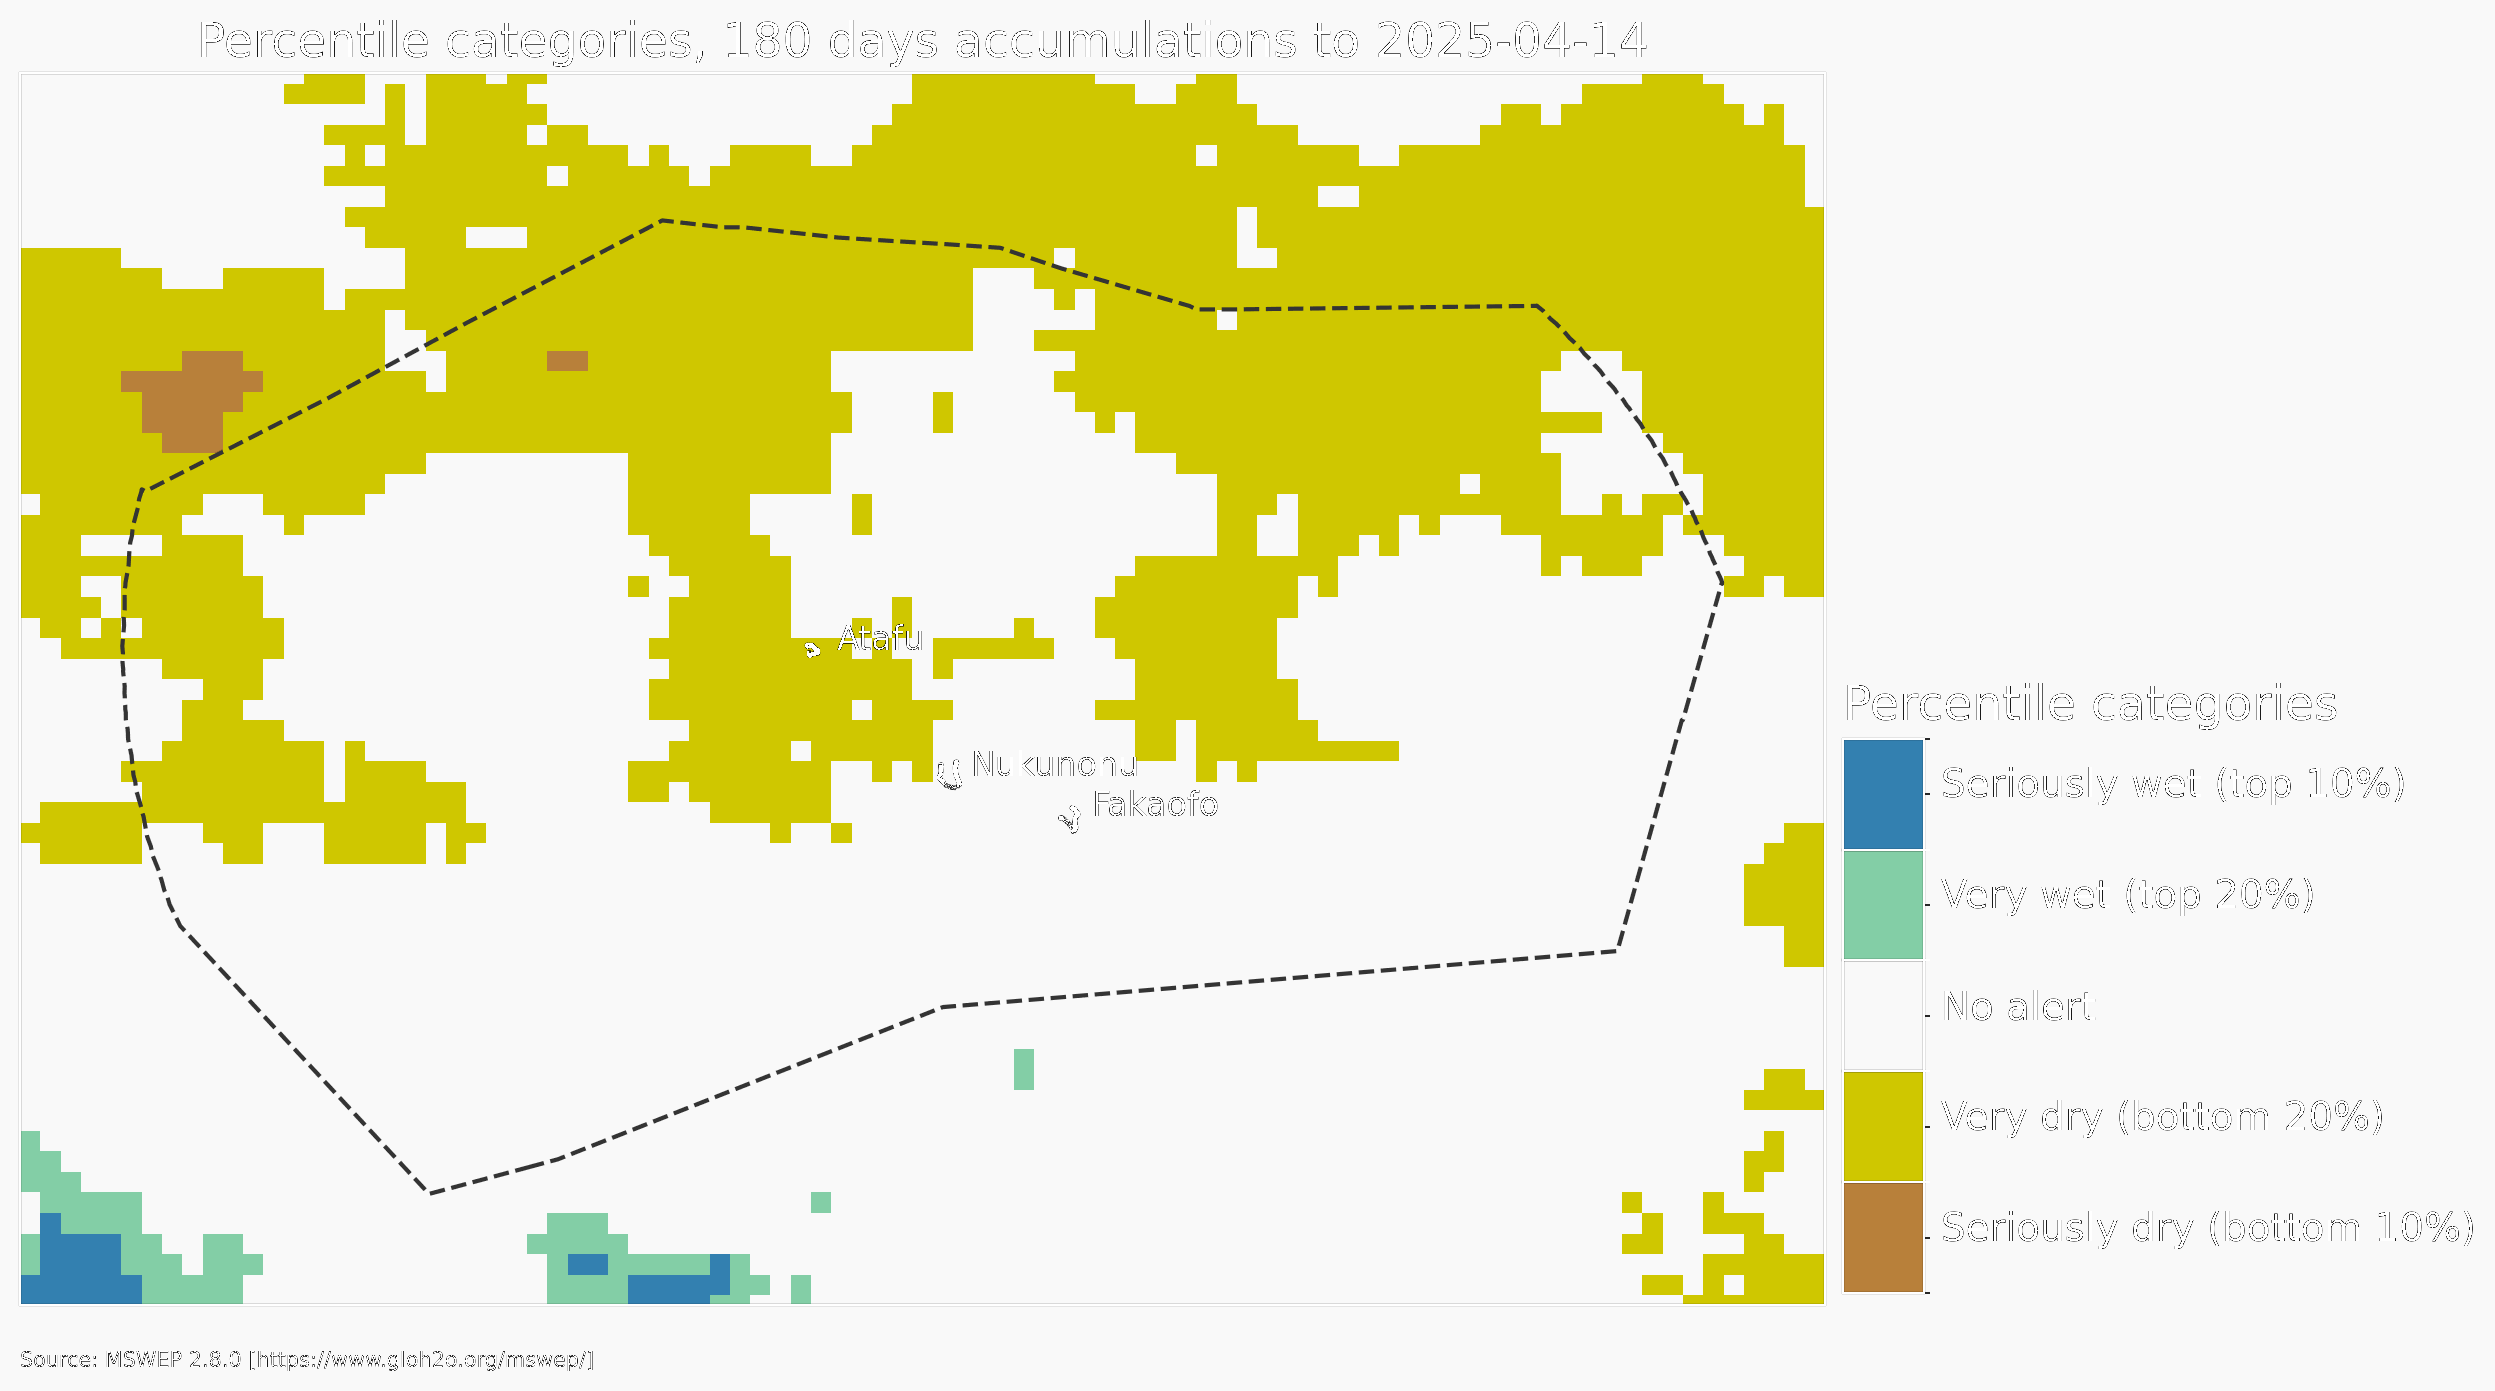 Percentile categories, 180 days accumulations to 2025-04-14
Atafu
Nukunonu
Fakaofo
Percentile categories
Seriously wet (top 10%)
Very wet (top 20%)
No alert
Very dry (bottom 20%)
Seriously dry (bottom 10%)
Source: MSWEP 2.8.0 [https://www.gloh2o.org/mswep/]